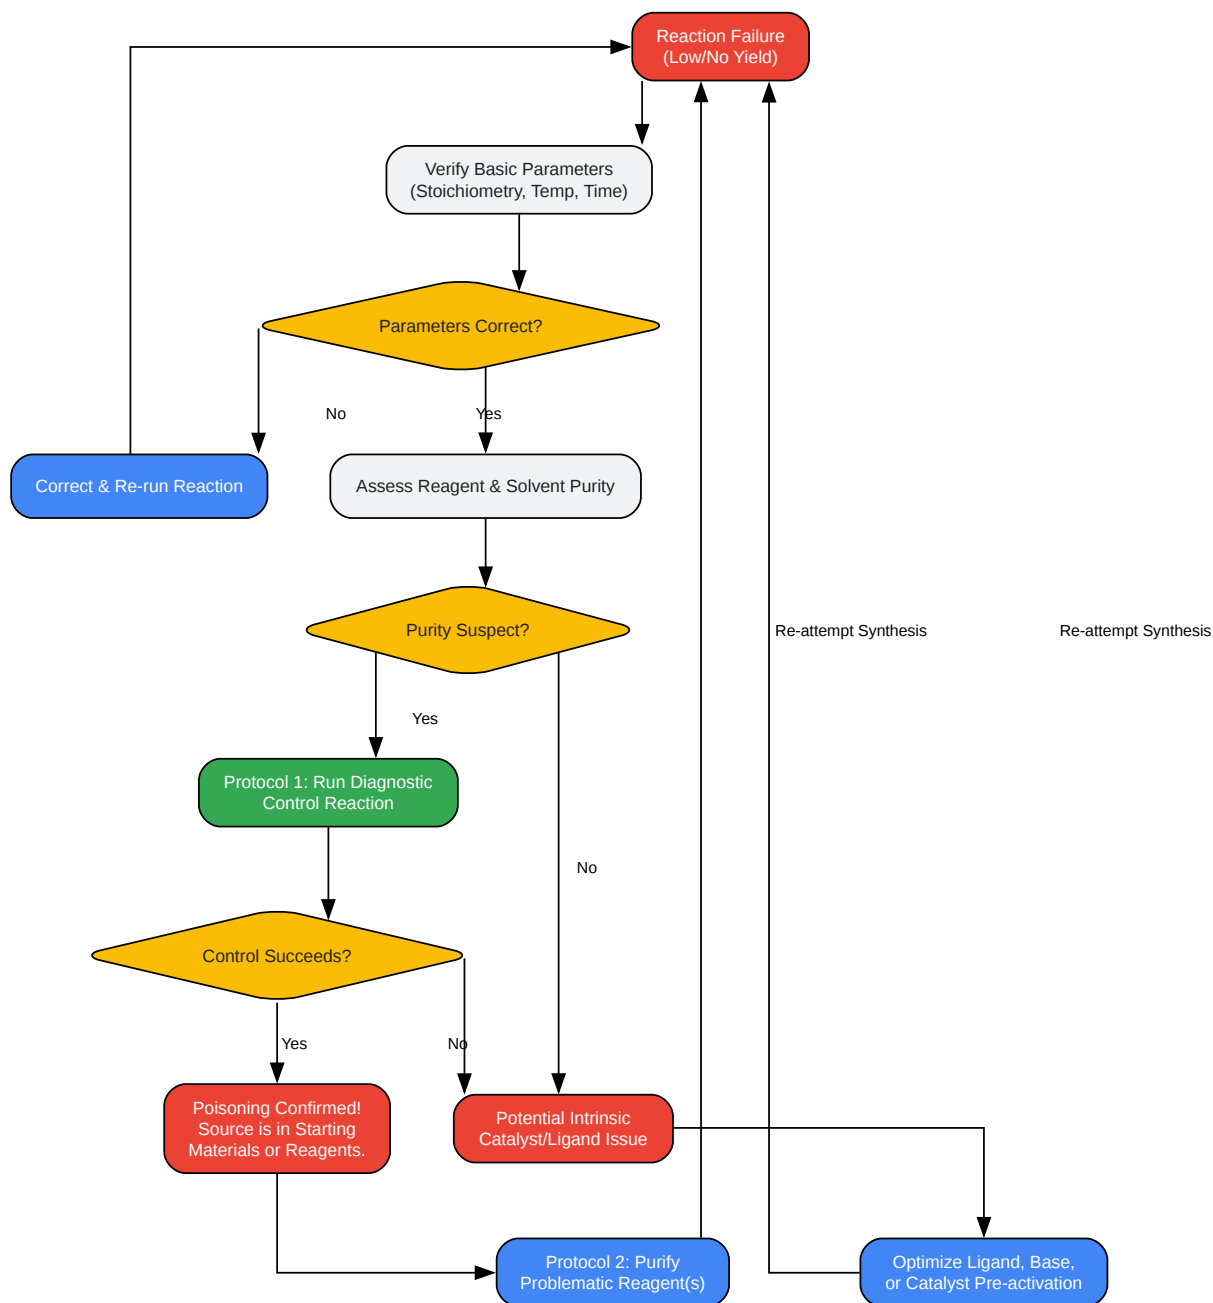 Reaction Failure
(Low/No Yield)
Verify Basic Parameters
(Stoichiometry, Temp, Time)
Parameters Correct?
No
Yes
Correct & Re-run Reaction
Assess Reagent & Solvent Purity
Purity Suspect?
Re-attempt Synthesis
Re-attempt Synthesis
Yes
Protocol 1: Run Diagnostic
Control Reaction
No
Control Succeeds?
Yes
No
Poisoning Confirmed!
Source is in Starting
Materials or Reagents.
Potential Intrinsic
Catalyst/Ligand Issue
Protocol 2: Purify
Problematic Reagent(s)
Optimize Ligand, Base,
or Catalyst Pre-activation